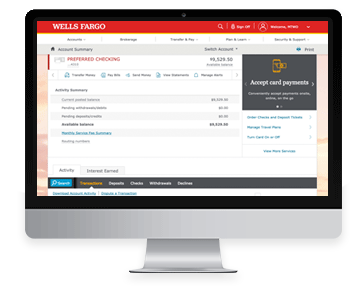 WELLS FARGO
Sign Off
Welcome, MTWO
Accounts
Brokerage
Transfer & Pay
Plan & Learn
Security & Support
Account Summary
Switch Account
Print
PREFERRED CHECKING
$9,529.50
Available balance
Transfer Money
Pay Bills
Send Money
View Statements
Manage Alerts
Accept card payments
Conveniently accept payments onsite, online, on the go
Activity Summary
Current posted balance
$9,529.50
Pending withdrawals/debits
$0.00
Pending deposits/credits
$0.00
Available balance
$9,529.50
Monthly Service Fee Summary
Routing numbers
Order Checks and Deposit Tickets
Manage Travel Plans
Turn Card On or Off
View More Services
Activity
Interest Earned
Search
Transactions
Deposits
Checks
Withdrawals
Declines
Download Account Activity
Dispute a Transaction